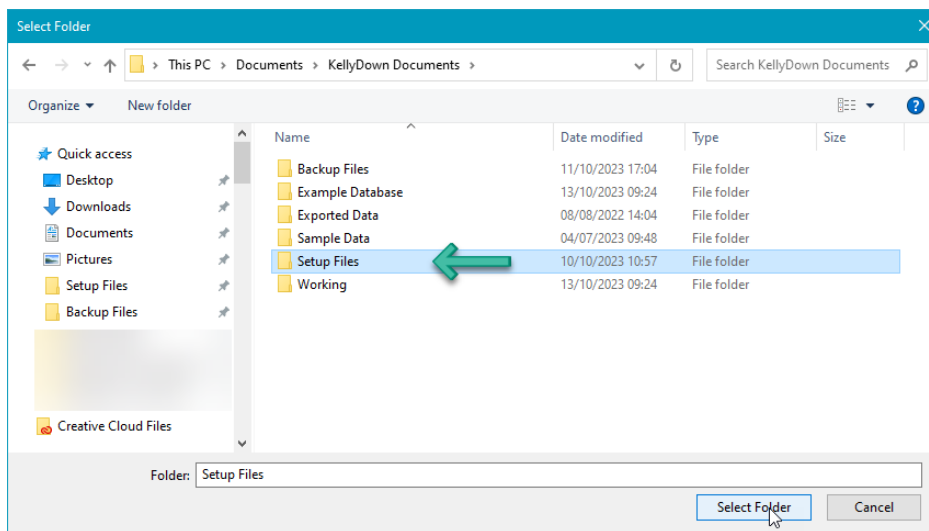 Select Folder
This PC > Documents > KellyDown Documents >
Search KellyDown Documents
Organize
New folder
Name Date modified Type Size
Quick access
Desktop
Downloads
Documents
Pictures
Setup Files
Backup Files
Creative Cloud Files
Backup Files 11/10/2023 17:04 File folder
Example Database 13/10/2023 09:24 File folder
Exported Data 08/08/2022 14:04 File folder
Sample Data 04/07/2023 09:48 File folder
Setup Files 10/10/2023 10:57 File folder
Working 13/10/2023 09:24 File folder
Folder: Setup Files
Select Folder Cancel